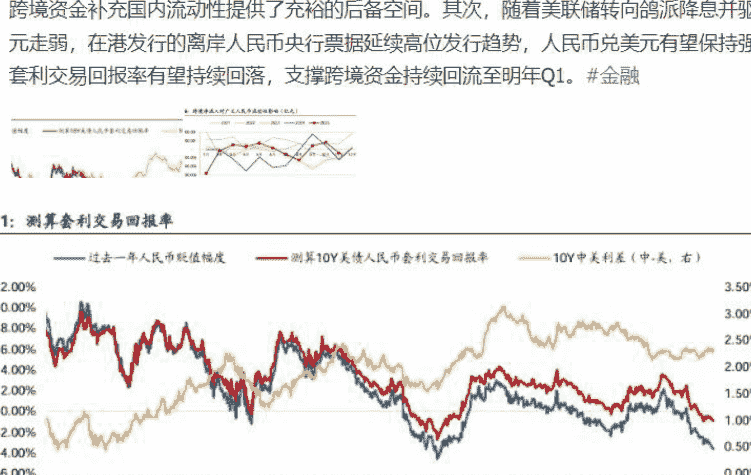 跨境资金补充国内流动性提供了充裕的后备空间。其次，随着美联储转向鸽派降息并驱
元走弱，在港发行的离岸人民币央行票据延续高位发行趋势，人民币兑美元有望保持强
套利交易回报率有望持续回落，支撑跨境资金持续回流至明年Q1。#金融
1：测算套利交易回报率
过去一年人民币贬值幅度 测算10Y美债人民币套利交易回报率 10Y中美利差（中-美，右）
2.00% 3.50%
0.00% 3.00%
8.00% 2.50%
6.00% 2.00%
4.00%
2.00% 1.50%
0.00% 1.00%
2.00% 0.50%
4.00%
6.00% 0.00%